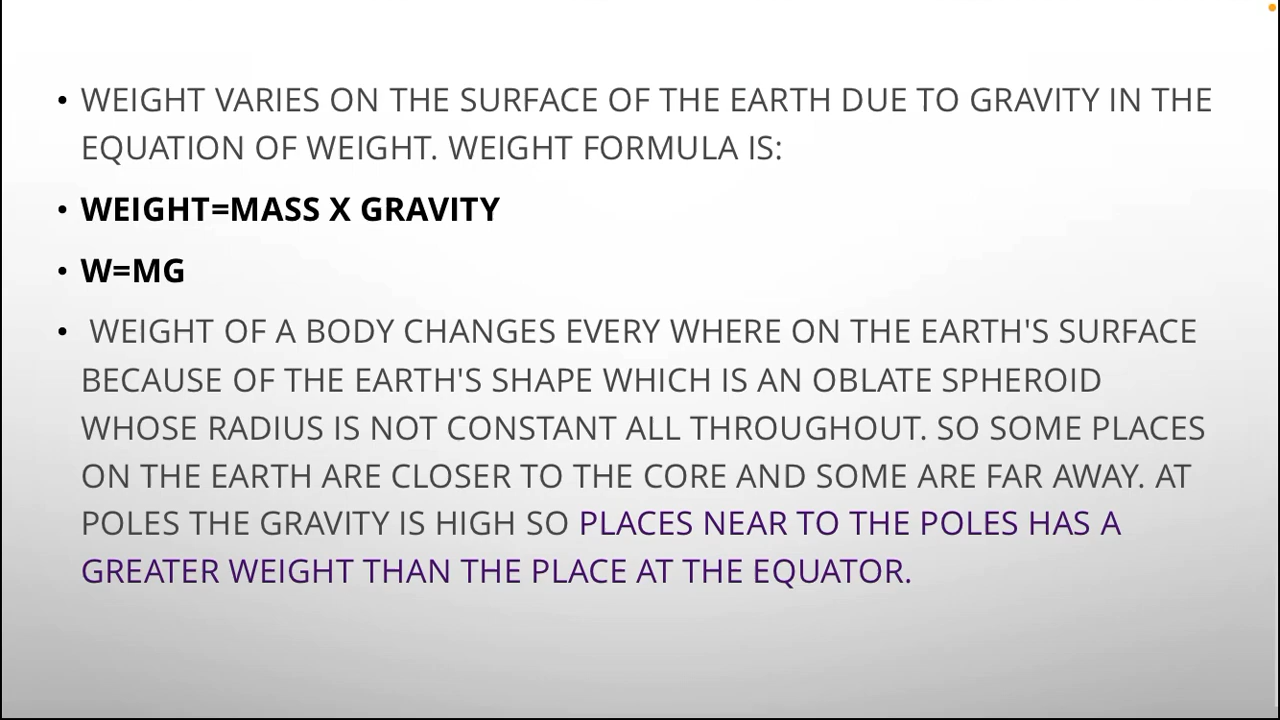 • WEIGHT VARIES ON THE SURFACE OF THE EARTH DUE TO GRAVITY IN THE
EQUATION OF WEIGHT. WEIGHT FORMULA IS:
• WEIGHT=MASS X GRAVITY
• W=MG
• WEIGHT OF A BODY CHANGES EVERY WHERE ON THE EARTH'S SURFACE
BECAUSE OF THE EARTH'S SHAPE WHICH IS AN OBLATE SPHEROID
WHOSE RADIUS IS NOT CONSTANT ALL THROUGHOUT. SO SOME PLACES
ON THE EARTH ARE CLOSER TO THE CORE AND SOME ARE FAR AWAY. AT
POLES THE GRAVITY IS HIGH SO PLACES NEAR TO THE POLES HAS A
GREATER WEIGHT THAN THE PLACE AT THE EQUATOR.